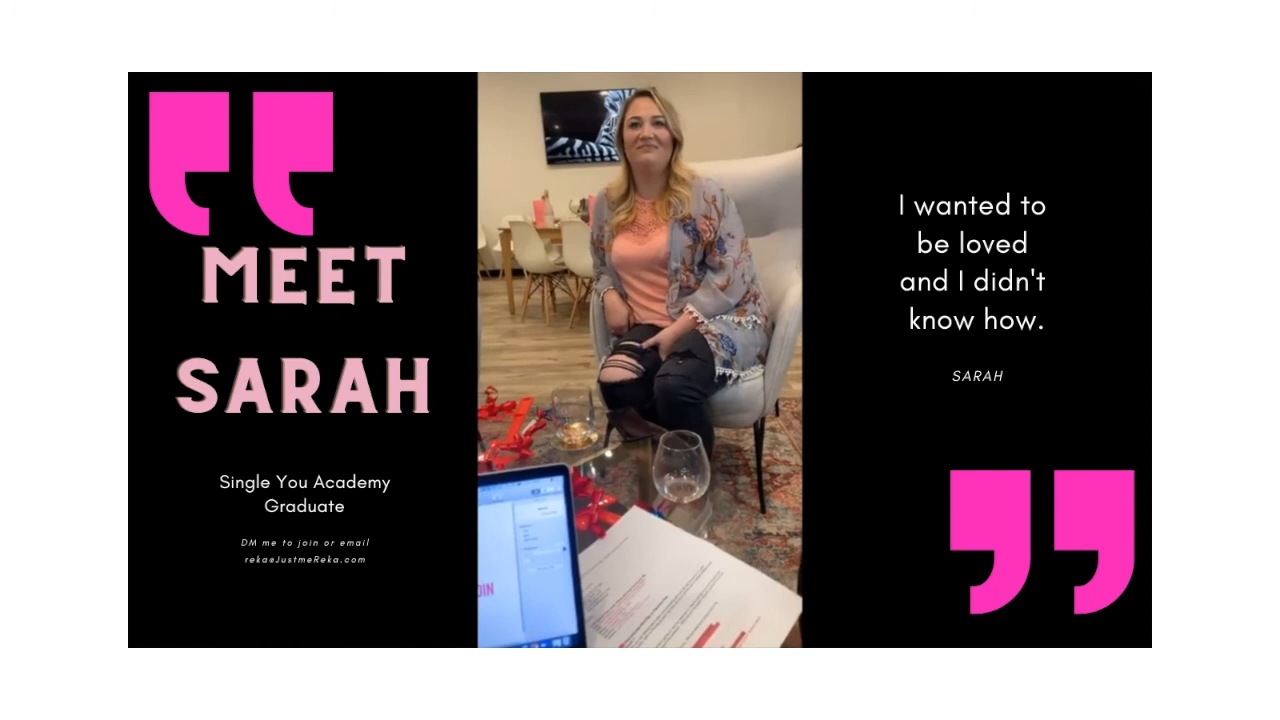 MEET
SARAH
Single You Academy
Graduate
DM me to join or email
reka@JustmeReka.com
I wanted to
be loved
and I didn't
know how.
SARAH